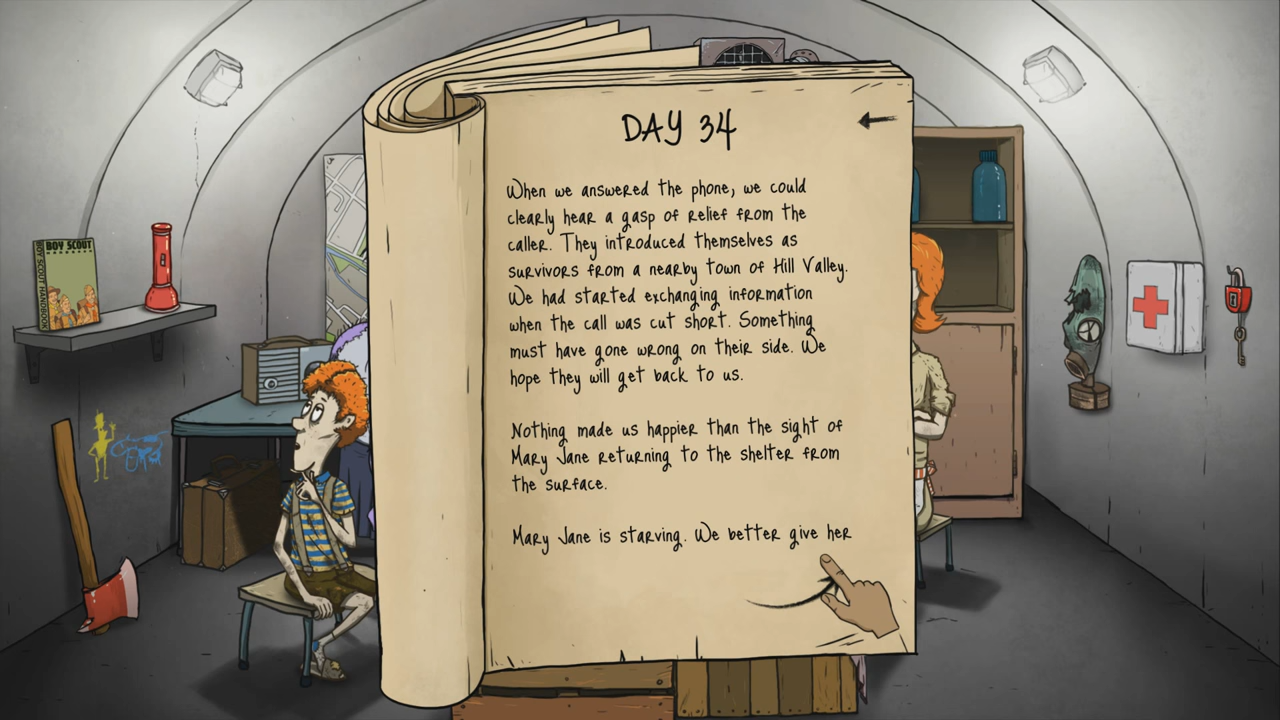 DAY 34
When we answered the phone, we could
clearly hear a gasp of relief from the
caller. They introduced themselves as
survivors from a nearby town of Hill Valley.
We had started exchanging information
when the call was cut short. Something
must have gone wrong on their side. We
hope they will get back to us.
Nothing made us happier than the sight of
Mary Jane returning to the shelter from
the surface.
Mary Jane is starving. We better give her
BOY SCOUT
BOY SCOUT HANDBOOK